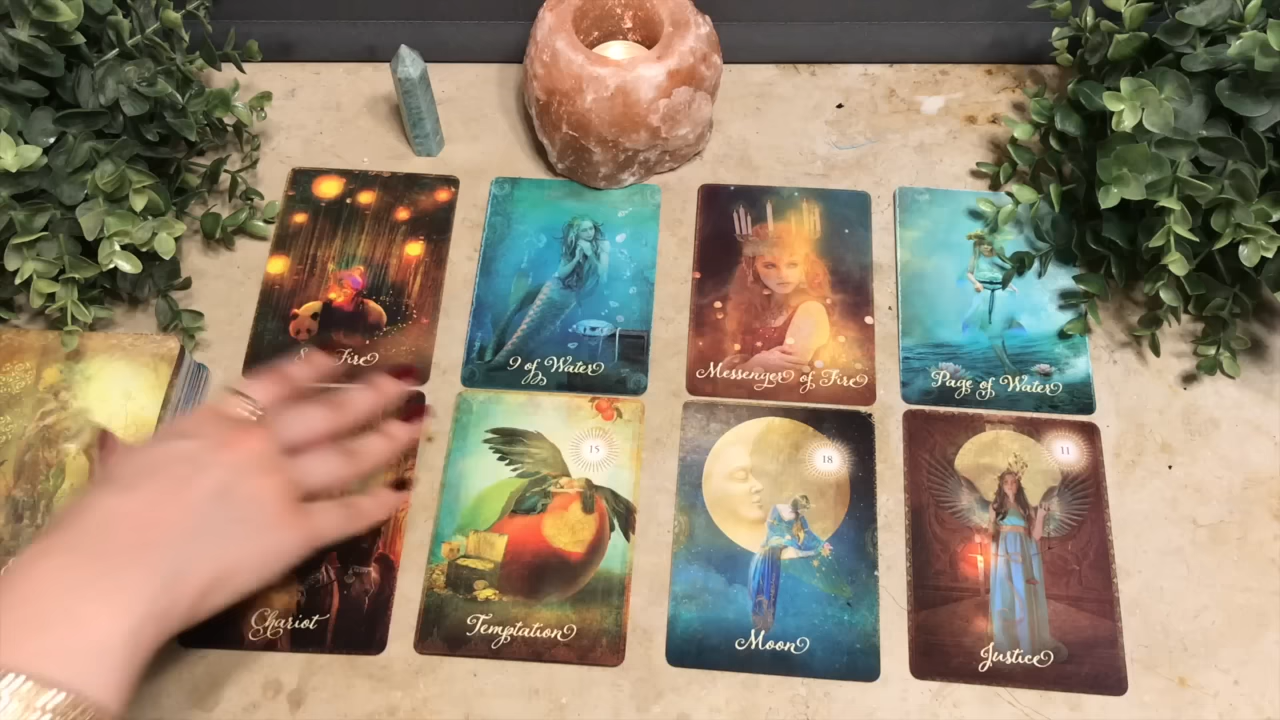 Fire
9 of Water
Messenger of Fire
Page of Water
15
18
11
Chariot
Temptation
Moon
Justice